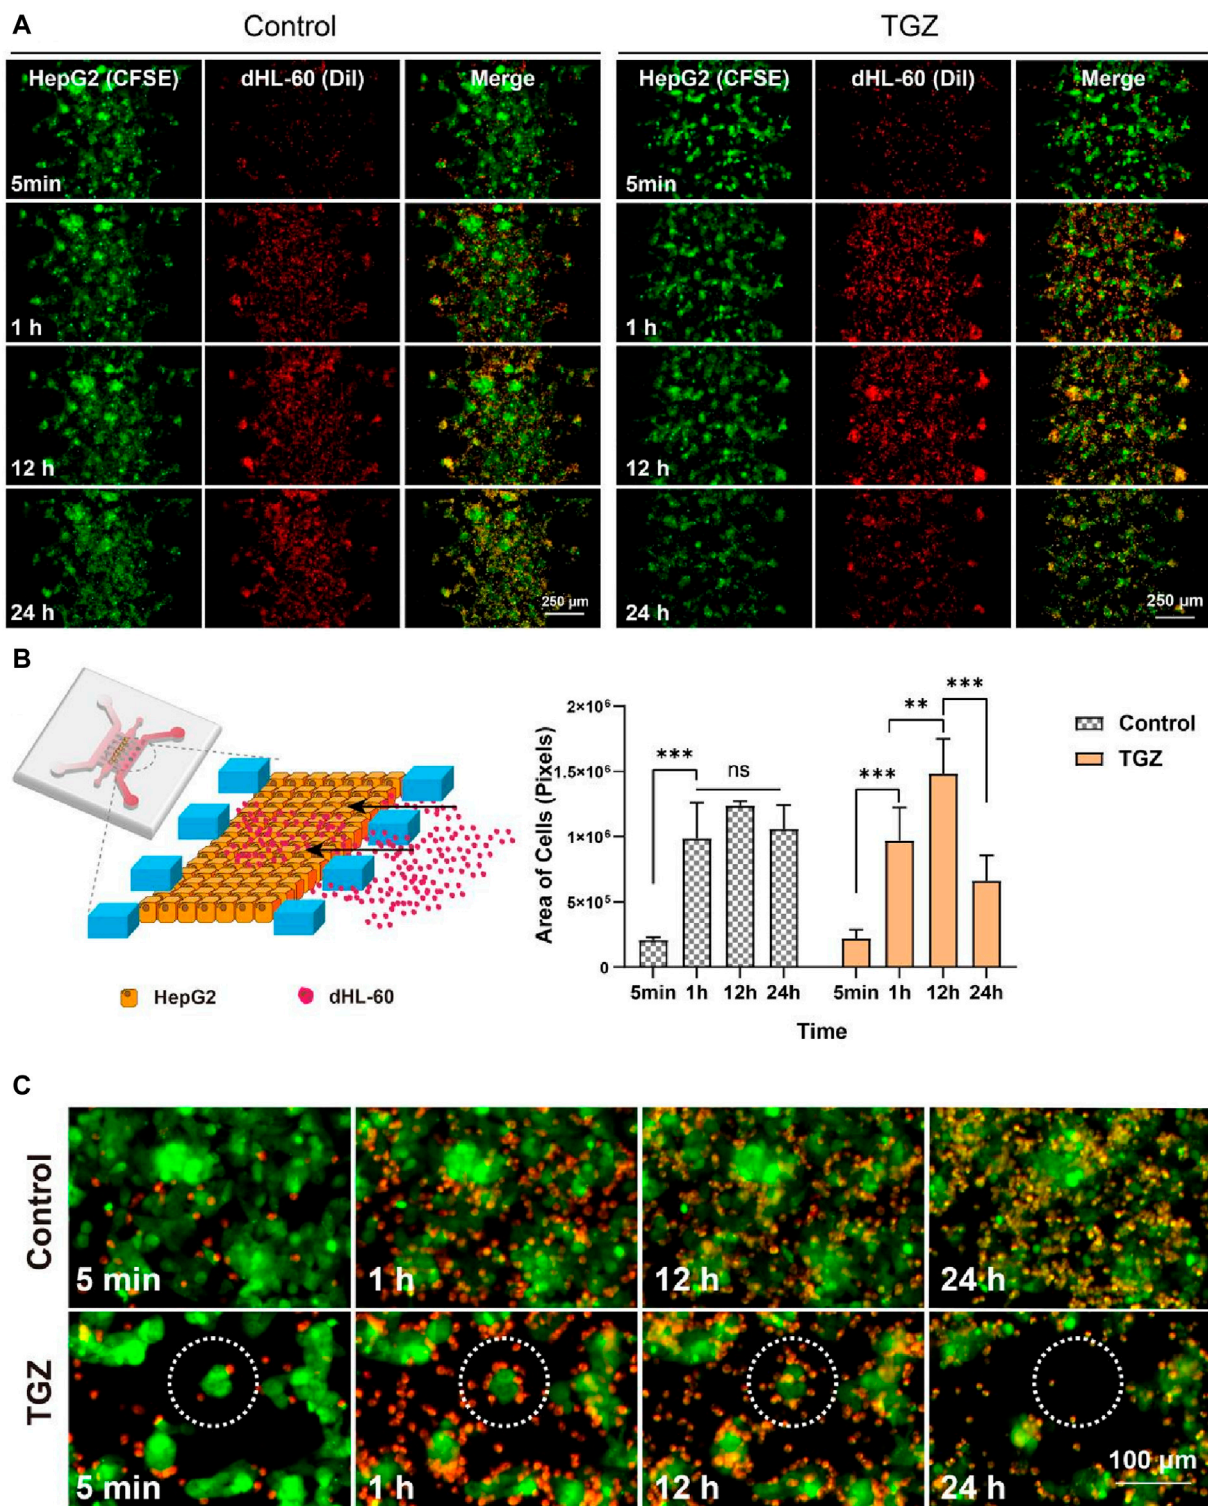 A
Control
TGZ
HepG2 (CFSE)
dHL-60 (DiI)
Merge
HepG2 (CFSE)
dHL-60 (DiI)
Merge
5min
5min
1 h
1 h
12 h
12 h
24 h
250 µm
24 h
250 µm
B
HepG2
dHL-60
Area of Cells (Pixels)
2×10⁶
1.5×10⁶
1×10⁶
5×10⁵
0
***
ns
***
**
***
5min 1h 12h 24h
5min 1h 12h 24h
Time
Control
TGZ
C
Control
5 min
1 h
12 h
24 h
TGZ
5 min
1 h
12 h
24 h
100 µm